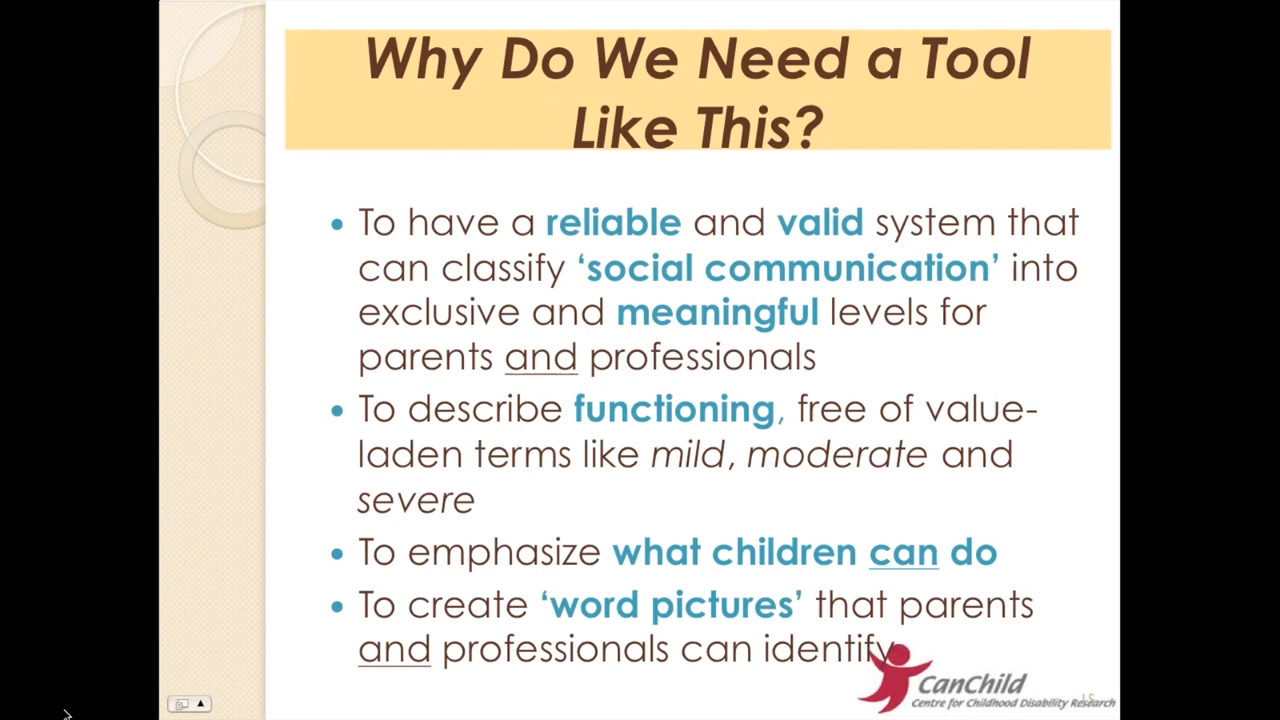 Why Do We Need a Tool
Like This?
• To have a reliable and valid system that
can classify ‘social communication’ into
exclusive and meaningful levels for
parents and professionals
• To describe functioning, free of value-
laden terms like mild, moderate and
severe
• To emphasize what children can do
• To create ‘word pictures’ that parents
and professionals can identify
CanChild
Centre for Childhood Disability Research
15